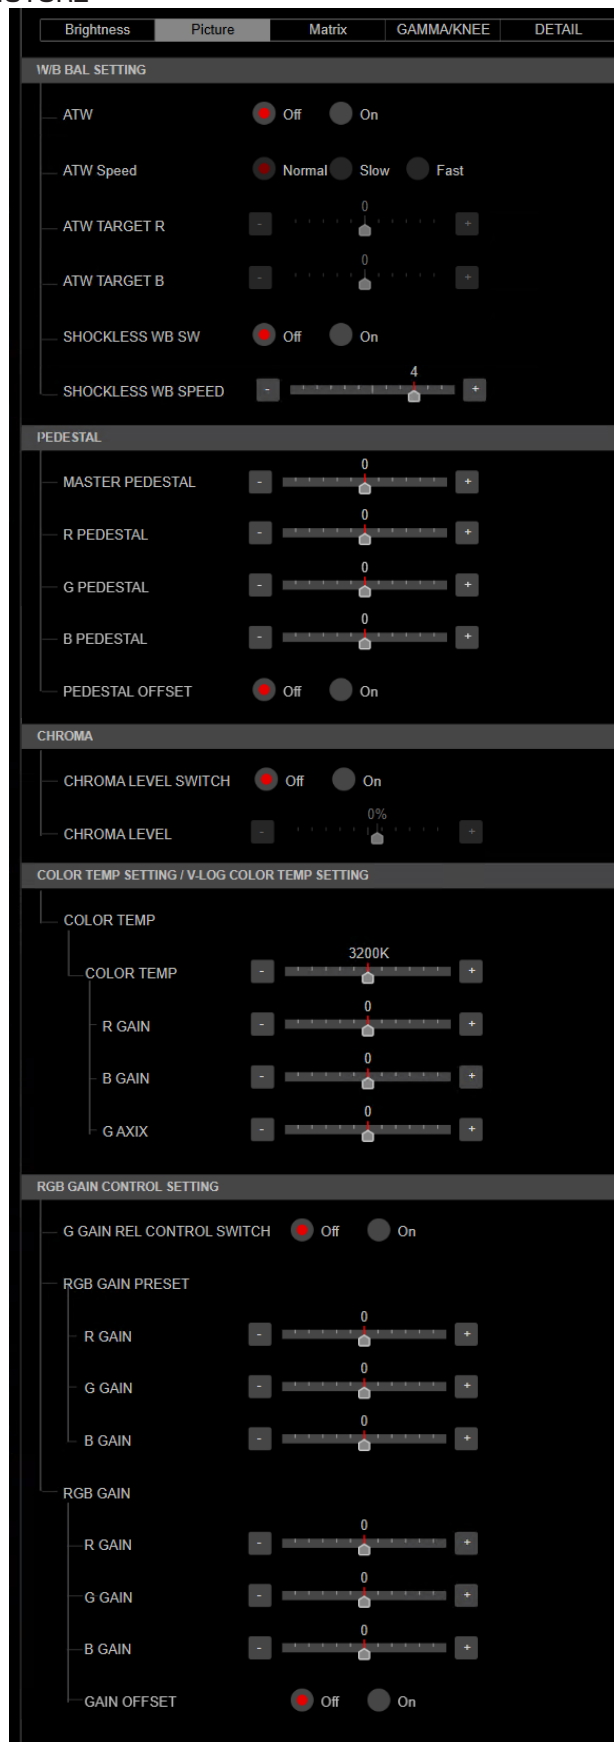 Brightness Picture Matrix GAMMA/KNEE DETAIL
W/B BAL SETTING
ATW Off On
ATW Speed Normal Slow Fast
0
ATW TARGET R - +
0
ATW TARGET B - +
SHOCKLESS WB SW Off On
4
SHOCKLESS WB SPEED - +
PEDESTAL
0
MASTER PEDESTAL - +
0
R PEDESTAL - +
0
G PEDESTAL - +
0
B PEDESTAL - +
PEDESTAL OFFSET Off On
CHROMA
CHROMA LEVEL SWITCH Off On
0%
CHROMA LEVEL - +
COLOR TEMP SETTING / V-LOG COLOR TEMP SETTING
COLOR TEMP
3200K
COLOR TEMP - +
0
R GAIN - +
0
B GAIN - +
0
G AXIX - +
RGB GAIN CONTROL SETTING
G GAIN REL CONTROL SWITCH Off On
RGB GAIN PRESET
0
R GAIN - +
0
G GAIN - +
0
B GAIN - +
RGB GAIN
0
R GAIN - +
0
G GAIN - +
0
B GAIN - +
GAIN OFFSET Off On